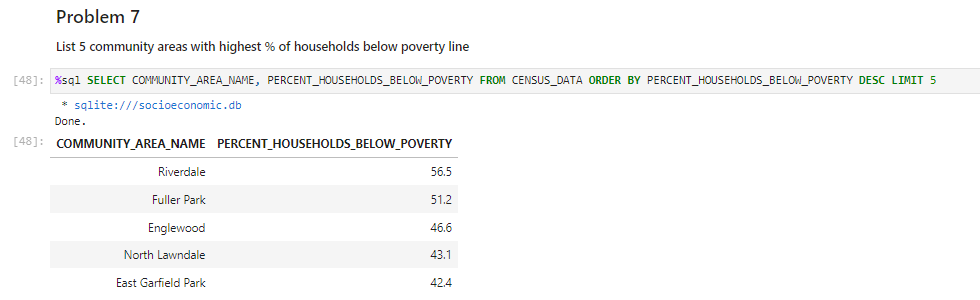 Problem 7
List 5 community areas with highest % of households below poverty line
[48]: %sql SELECT COMMUNITY_AREA_NAME, PERCENT_HOUSEHOLDS_BELOW_POVERTY FROM CENSUS_DATA ORDER BY PERCENT_HOUSEHOLDS_BELOW_POVERTY DESC LIMIT 5
* sqlite:///socioeconomic.db
Done.
[48]: COMMUNITY_AREA_NAME PERCENT_HOUSEHOLDS_BELOW_POVERTY
Riverdale 56.5
Fuller Park 51.2
Englewood 46.6
North Lawndale 43.1
East Garfield Park 42.4